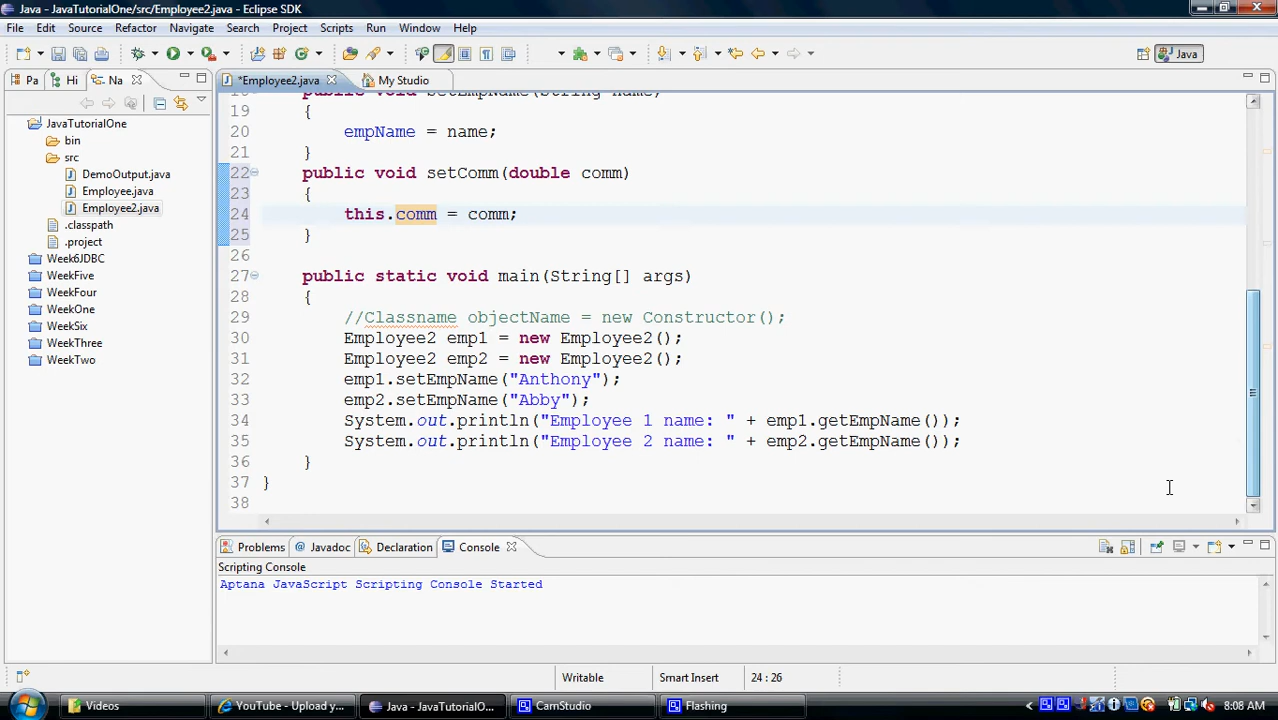 Java - JavaTutorialOne/src/Employee2.java - Eclipse SDK
File Edit Source Refactor Navigate Search Project Scripts Run Window Help
Java
Pa Hi Na
*Employee2.java My Studio
JavaTutorialOne
bin
src
DemoOutput.java
Employee.java
Employee2.java
.classpath
.project
Week6JDBC
WeekFive
WeekFour
WeekOne
WeekSix
WeekThree
WeekTwo
public void setEmpName(String name)
19 {
20 empName = name;
21 }
22 public void setComm(double comm)
23 {
24 this.comm = comm;
25 }
26
27 public static void main(String[] args)
28 {
29 //Classname objectName = new Constructor();
30 Employee2 emp1 = new Employee2();
31 Employee2 emp2 = new Employee2();
32 emp1.setEmpName("Anthony");
33 emp2.setEmpName("Abby");
34 System.out.println("Employee 1 name: " + emp1.getEmpName());
35 System.out.println("Employee 2 name: " + emp2.getEmpName());
36 }
37 }
38
Problems @ Javadoc Declaration Console
Scripting Console
Aptana JavaScript Scripting Console Started
Writable Smart Insert 24 : 26
Videos YouTube - Upload y... Java - JavaTutorialO... CamStudio Flashing 8:08 AM